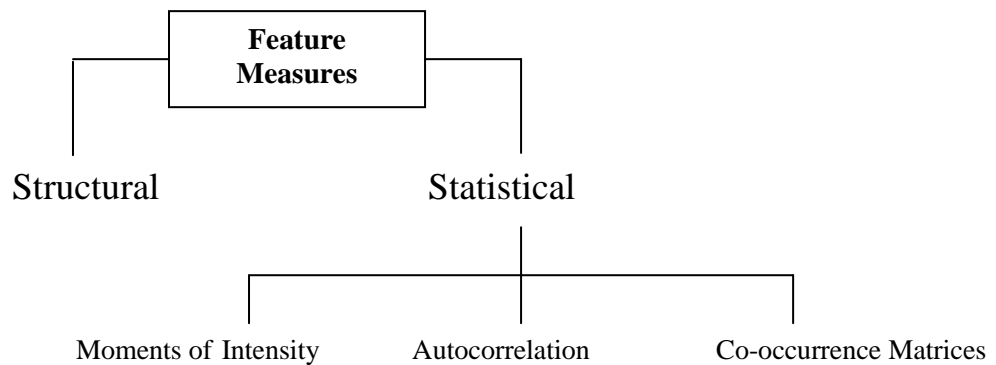 Feature
Measures
Structural
Statistical
Moments of Intensity
Autocorrelation
Co-occurrence Matrices